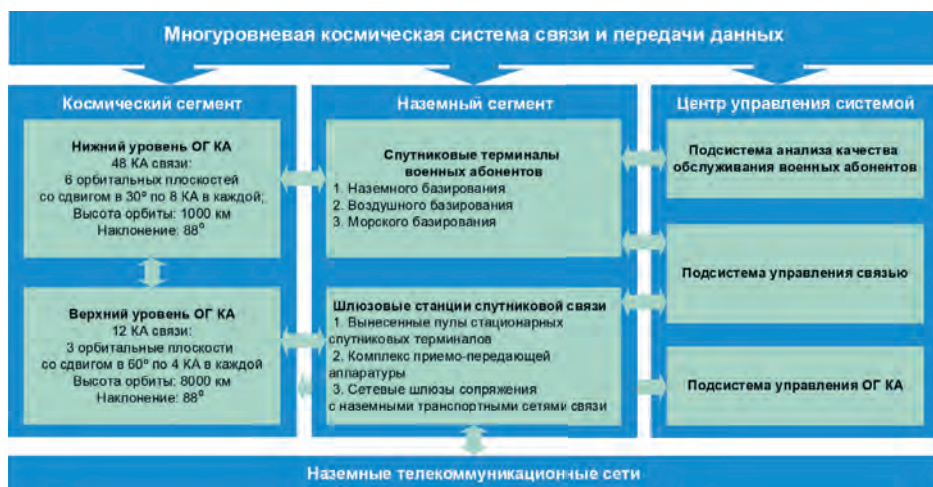 Многоуровневая космическая система связи и передачи данных
Космический сегмент
Нижний уровень ОГ КА
48 КА связи:
6 орбитальных плоскостей
со сдвигом в 30° по 8 КА в каждой;
Высота орбиты: 1000 км
Наклонение: 88°
Верхний уровень ОГ КА
12 КА связи:
3 орбитальные плоскости
со сдвигом в 60° по 4 КА в каждой
Высота орбиты: 8000 км
Наклонение: 88°
Наземный сегмент
Спутниковые терминалы
военных абонентов
1. Наземного базирования
2. Воздушного базирования
3. Морского базирования
Шлюзовые станции спутниковой связи
1. Вынесенные пулы стационарных
спутниковых терминалов
2. Комплекс приемо-передающей
аппаратуры
3. Сетевые шлюзы сопряжения
с наземными транспортными сетями связи
Центр управления системой
Подсистема анализа качества
обслуживания военных абонентов
Подсистема управления связью
Подсистема управления ОГ КА
Наземные телекоммуникационные сети